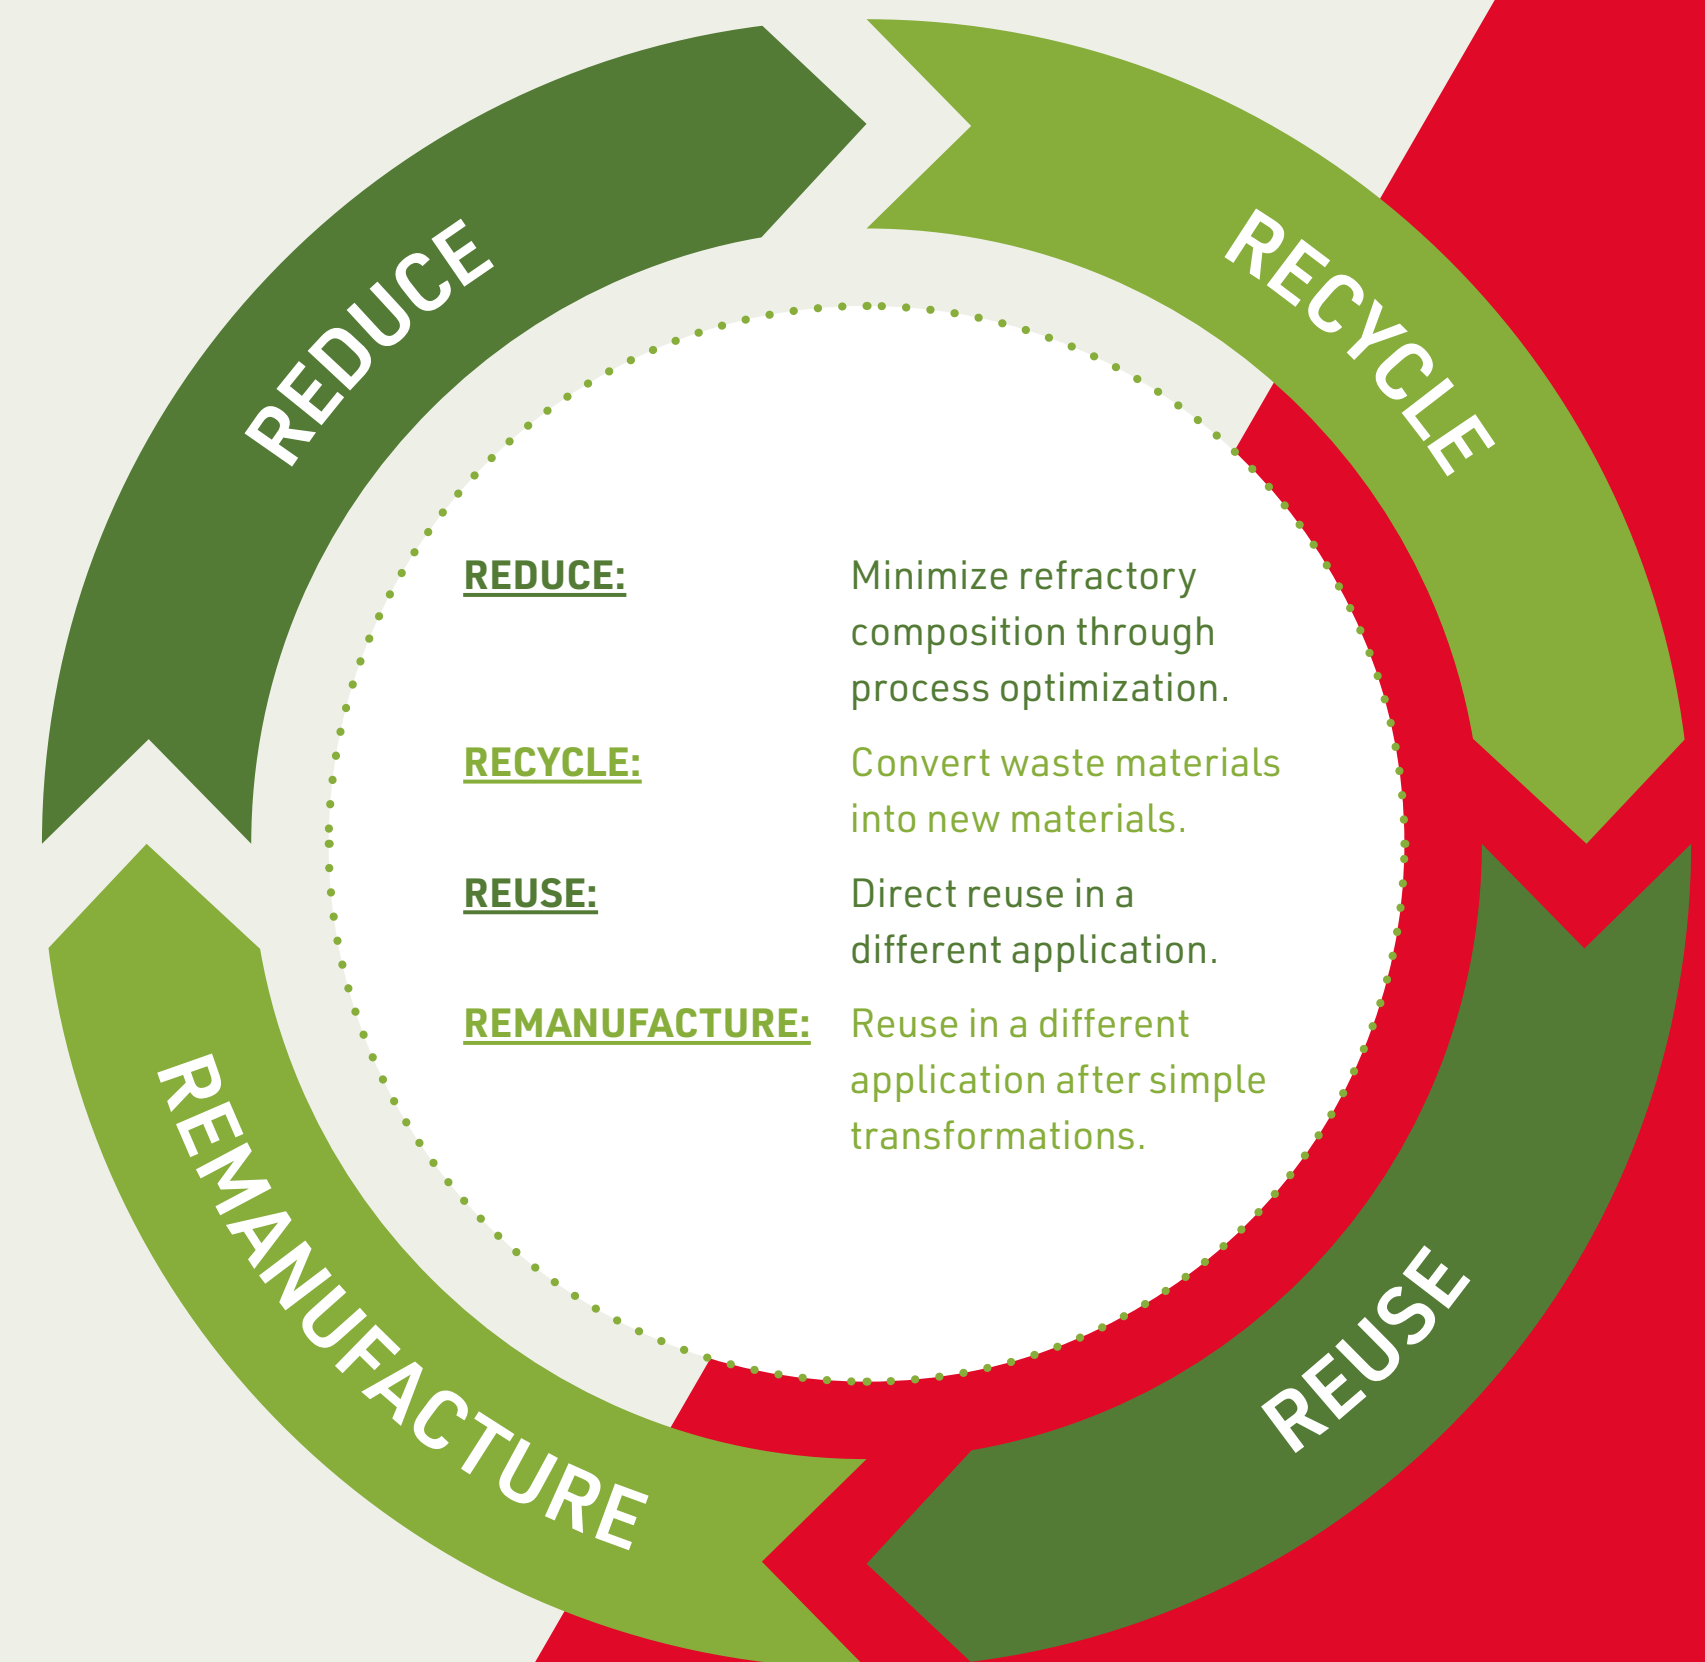 REDUCE
RECYCLE
REDUCE: Minimize refractory
composition through
process optimization.
RECYCLE: Convert waste materials
into new materials.
REUSE: Direct reuse in a
different application.
REMANUFACTURE: Reuse in a different
application after simple
transformations.
REMANUFACTURE
REUSE